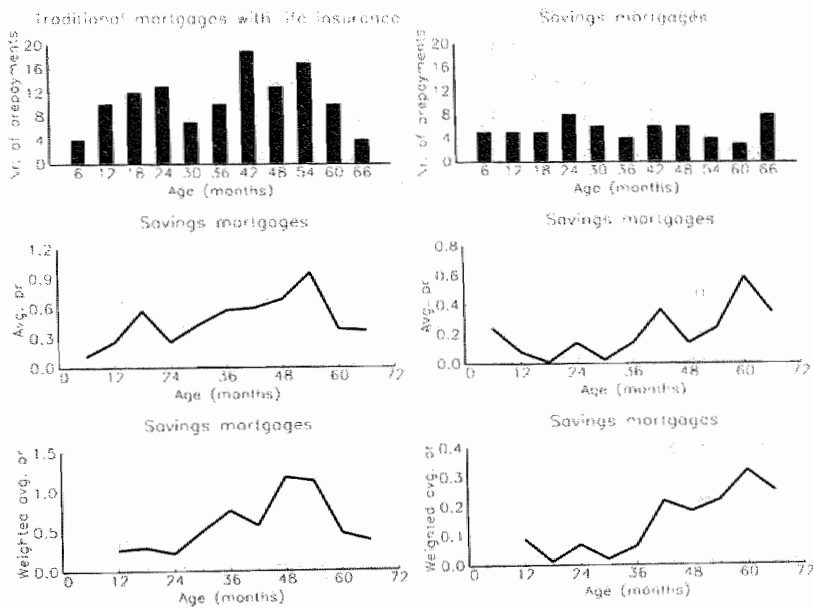 Traditional mortgages with life insurance
Nr. of prepayments
20
16
12
8
4
0
6 12 18 24 30 36 42 48 54 60 66
Age (months)
Savings mortgages
Nr. of prepayments
20
16
12
8
4
0
6 12 18 24 30 36 42 48 54 60 66
Age (months)
Savings mortgages
Avg. pr
1.2
0.9
0.6
0.3
0.0
0 12 24 36 48 60 72
Age (months)
Savings mortgages
Avg. pr
0.8
0.6
0.4
0.2
0.0
0 12 24 36 48 60 72
Age (months)
Savings mortgages
Weighted avg. pr
1.5
1.0
0.5
0.0
0 12 24 36 48 60 72
Age (months)
Savings mortgages
Weighted avg. pr
0.4
0.3
0.2
0.1
0.0
0 12 24 36 48 60 72
Age (months)